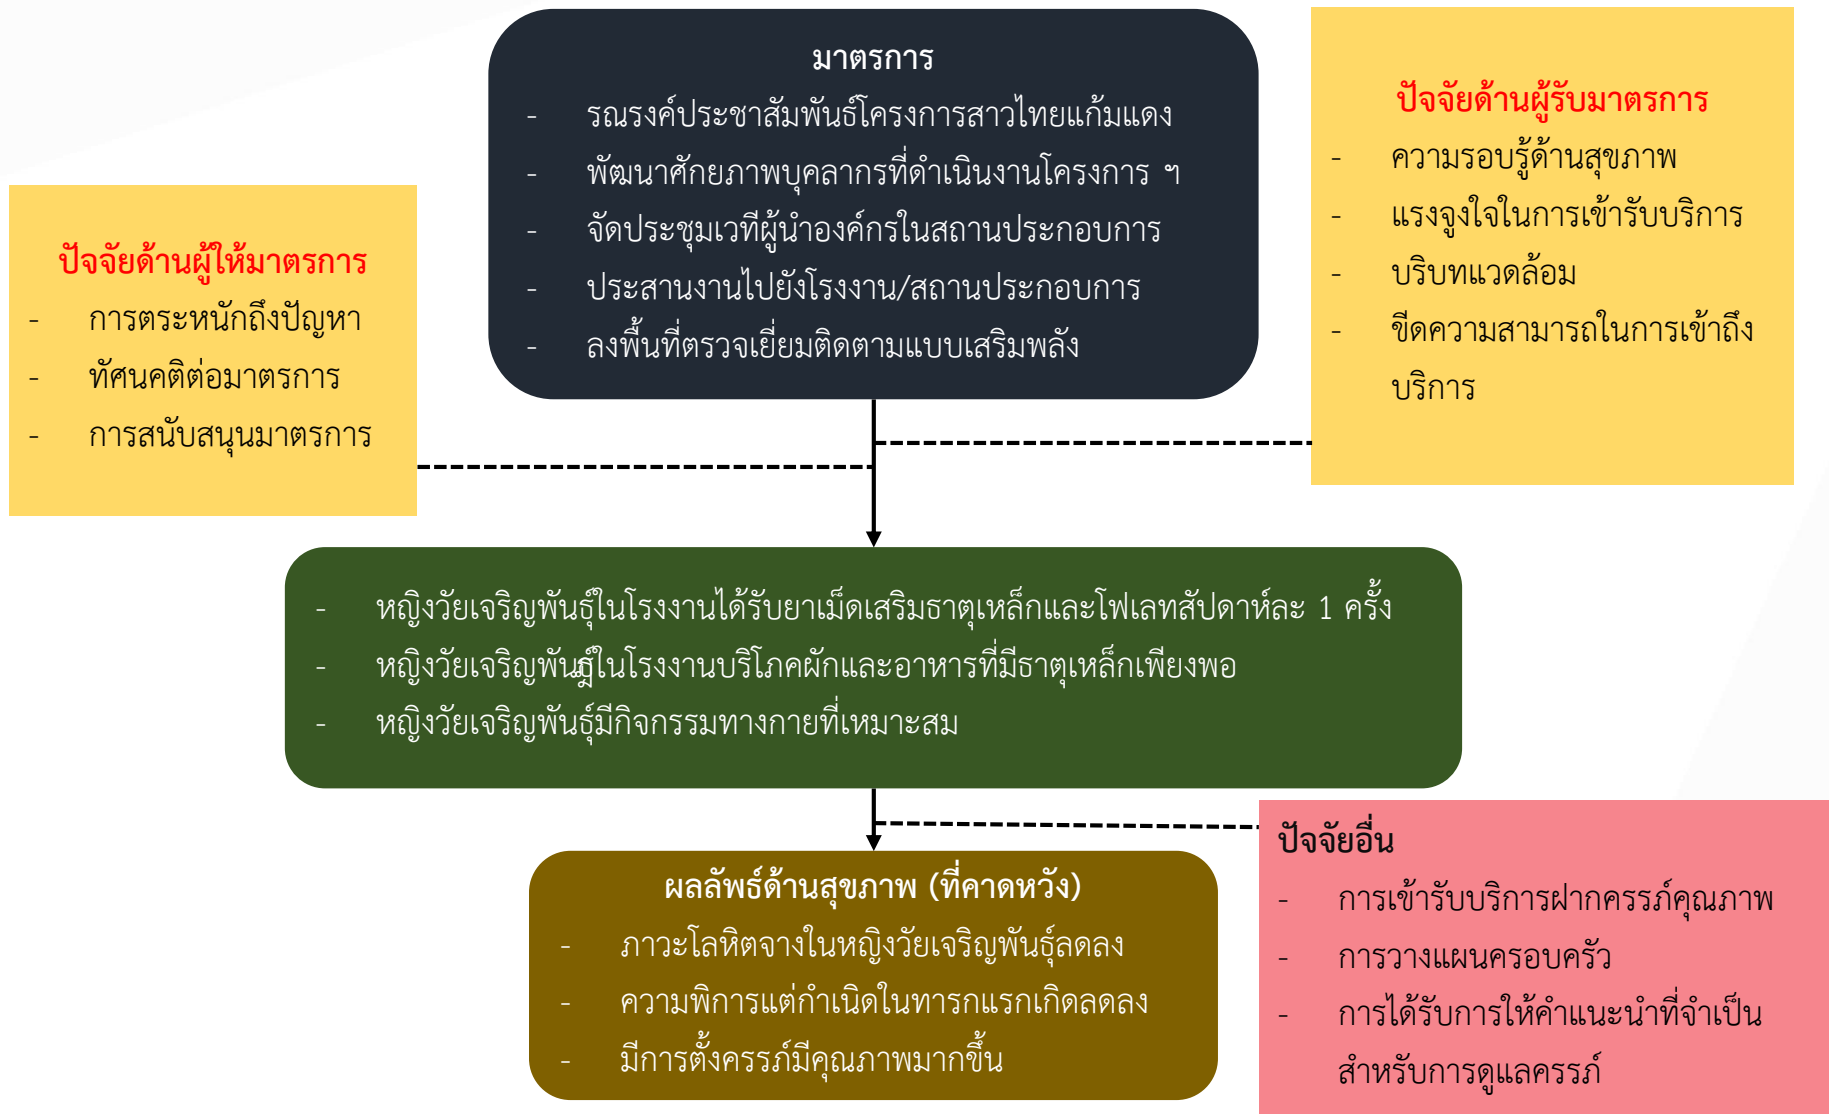 มาตรการ
- รณรงค์ประชาสัมพันธ์โครงการสาวไทยแก้มแดง
- พัฒนาศักยภาพบุคลากรที่ดำเนินงานโครงการ ฯ
- จัดประชุมเวทีผู้นำองค์กรในสถานประกอบการ
- ประสานงานไปยังโรงงาน/สถานประกอบการ
- ลงพื้นที่ตรวจเยี่ยมติดตามแบบเสริมพลัง
ปัจจัยด้านผู้รับมาตรการ
- ความรอบรู้ด้านสุขภาพ
- แรงจูงใจในการเข้ารับบริการ
- บริบทแวดล้อม
- ขีดความสามารถในการเข้าถึง
บริการ
ปัจจัยด้านผู้ให้มาตรการ
- การตระหนักถึงปัญหา
- ทัศนคติต่อมาตรการ
- การสนับสนุนมาตรการ
- หญิงวัยเจริญพันธุ์ในโรงงานได้รับยาเม็ดเสริมธาตุเหล็กและโฟเลทสัปดาห์ละ 1 ครั้ง
- หญิงวัยเจริญพันฎุ์ในโรงงานบริโภคผักและอาหารที่มีธาตุเหล็กเพียงพอ
- หญิงวัยเจริญพันธุ์มีกิจกรรมทางกายที่เหมาะสม
ผลลัพธ์ด้านสุขภาพ (ที่คาดหวัง)
- ภาวะโลหิตจางในหญิงวัยเจริญพันธุ์ลดลง
- ความพิการแต่กำเนิดในทารกแรกเกิดลดลง
- มีการตั้งครรภ์มีคุณภาพมากขึ้น
ปัจจัยอื่น
- การเข้ารับบริการฝากครรภ์คุณภาพ
- การวางแผนครอบครัว
- การได้รับการให้คำแนะนำที่จำเป็น
สำหรับการดูแลครรภ์